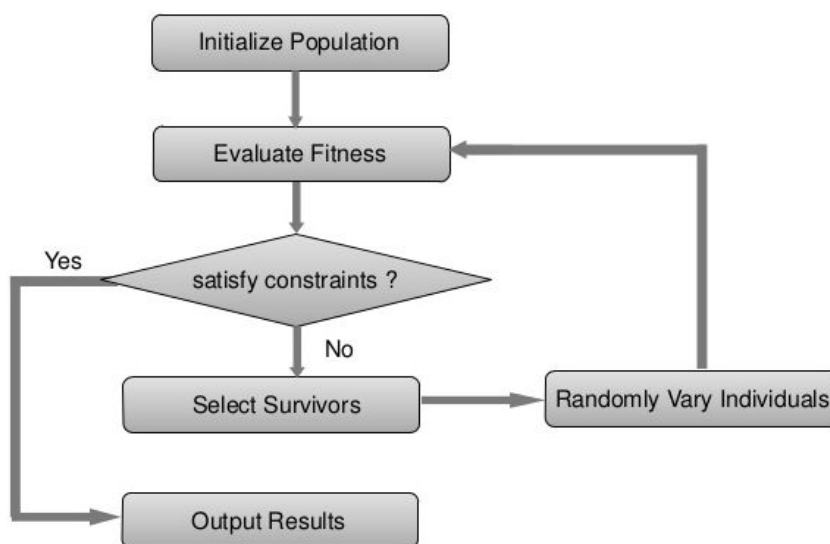 Initialize Population
Evaluate Fitness
Yes
satisfy constraints ?
No
Select Survivors
Randomly Vary Individuals
Output Results